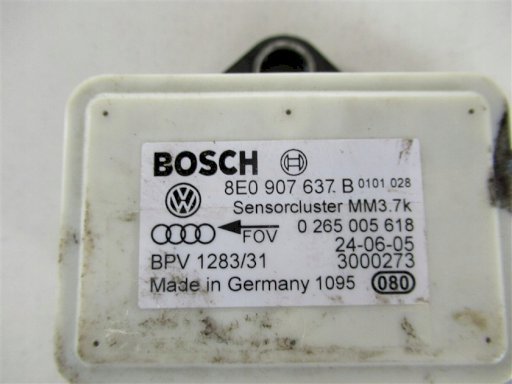 BOSCH
8E0 907 637. B 0101 028
Sensorcluster MM3.7k
FOV 0 265 005 618
24-06-05
BPV 1283/31 3000273
Made in Germany 1095 080